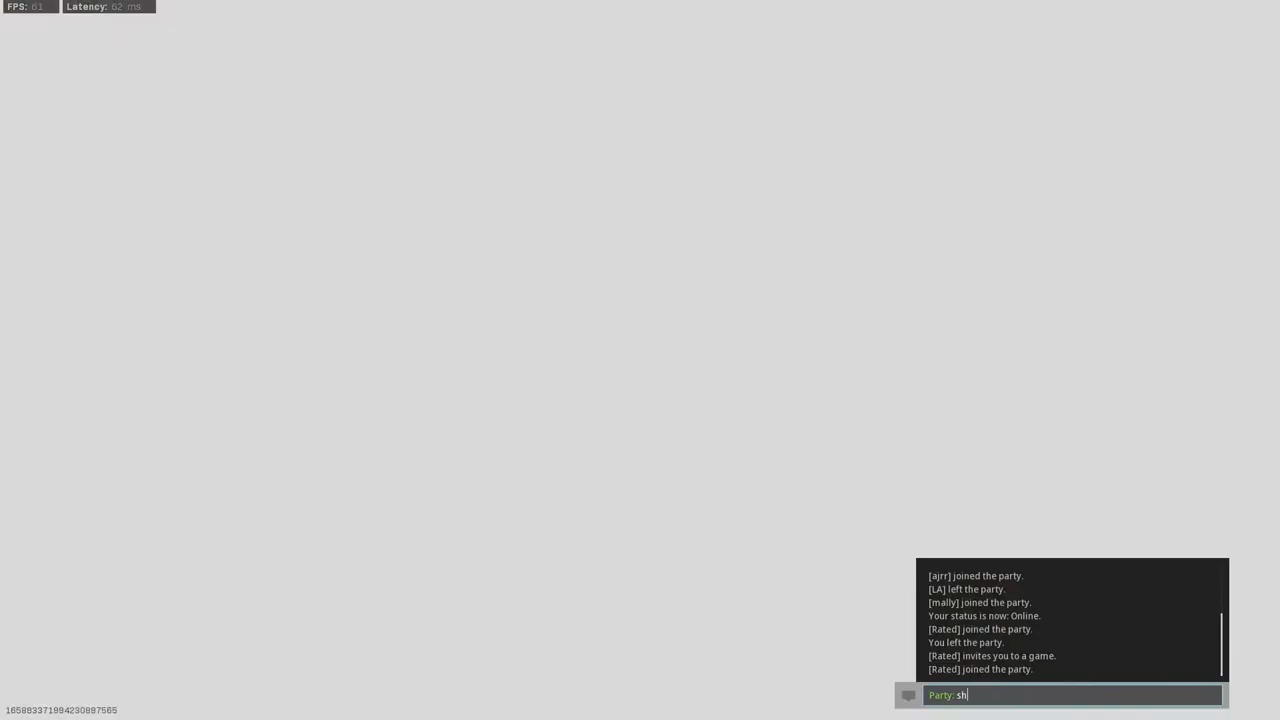 FPS: 61 Latency: 62 ms
[ajrr] joined the party.
[LA] left the party.
[mally] joined the party.
Your status is now: Online.
[Rated] joined the party.
You left the party.
[Rated] invites you to a game.
[Rated] joined the party.
Party: sh
165883371994230897565